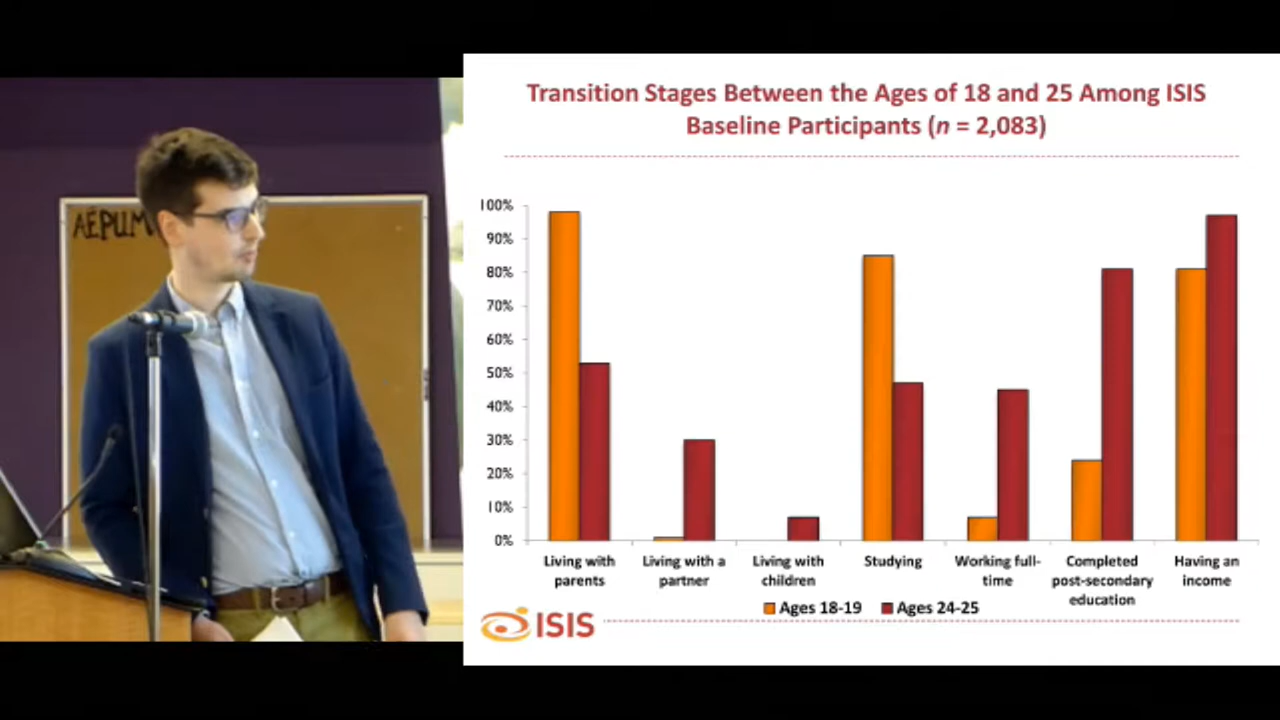 AÉPUM
Transition Stages Between the Ages of 18 and 25 Among ISIS
Baseline Participants (n = 2,083)
100%
90%
80%
70%
60%
50%
40%
30%
20%
10%
0%
Living with
parents
Living with a
partner
Living with
children
Studying
Working full-
time
Completed
post-secondary
education
Having an
income
Ages 18-19 Ages 24-25
ISIS